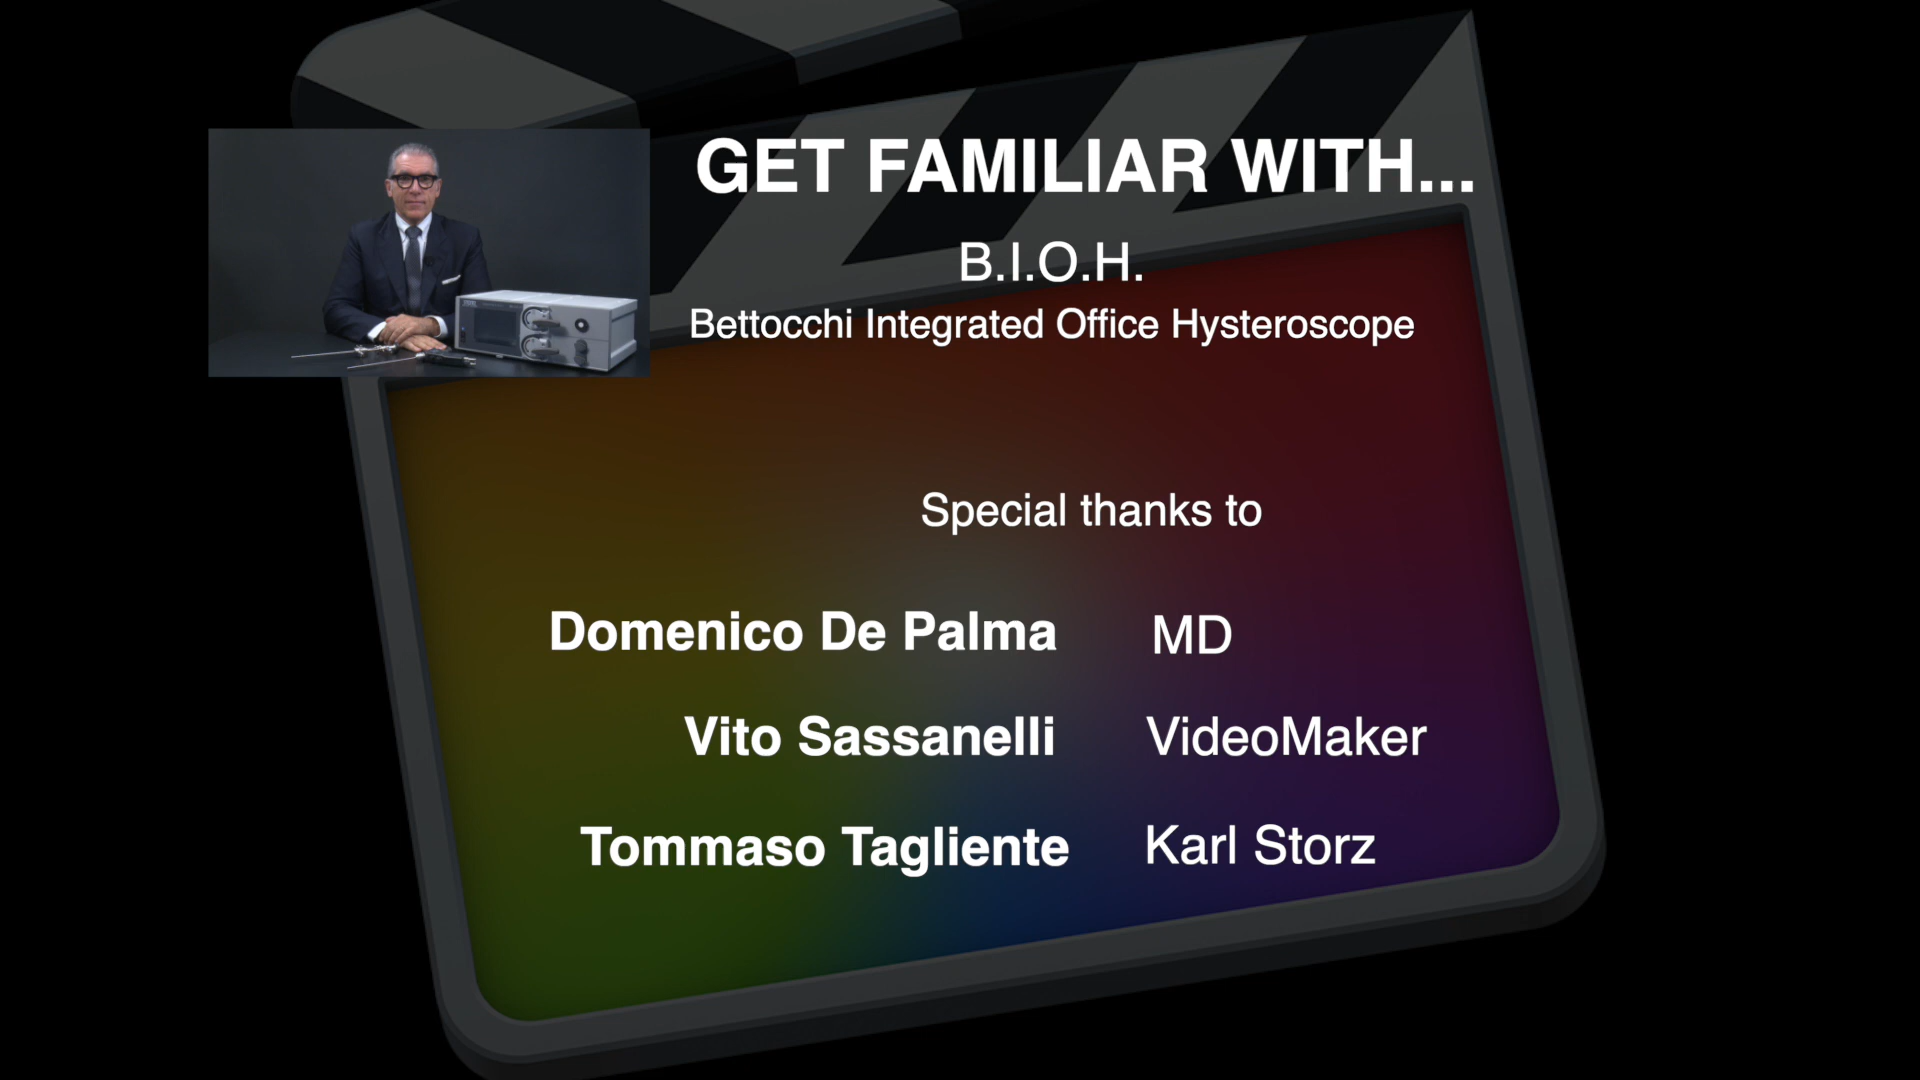 GET FAMILIAR WITH...
B.I.O.H.
Bettocchi Integrated Office Hysteroscope
Special thanks to
Domenico De Palma MD
Vito Sassanelli VideoMaker
Tommaso Tagliente Karl Storz